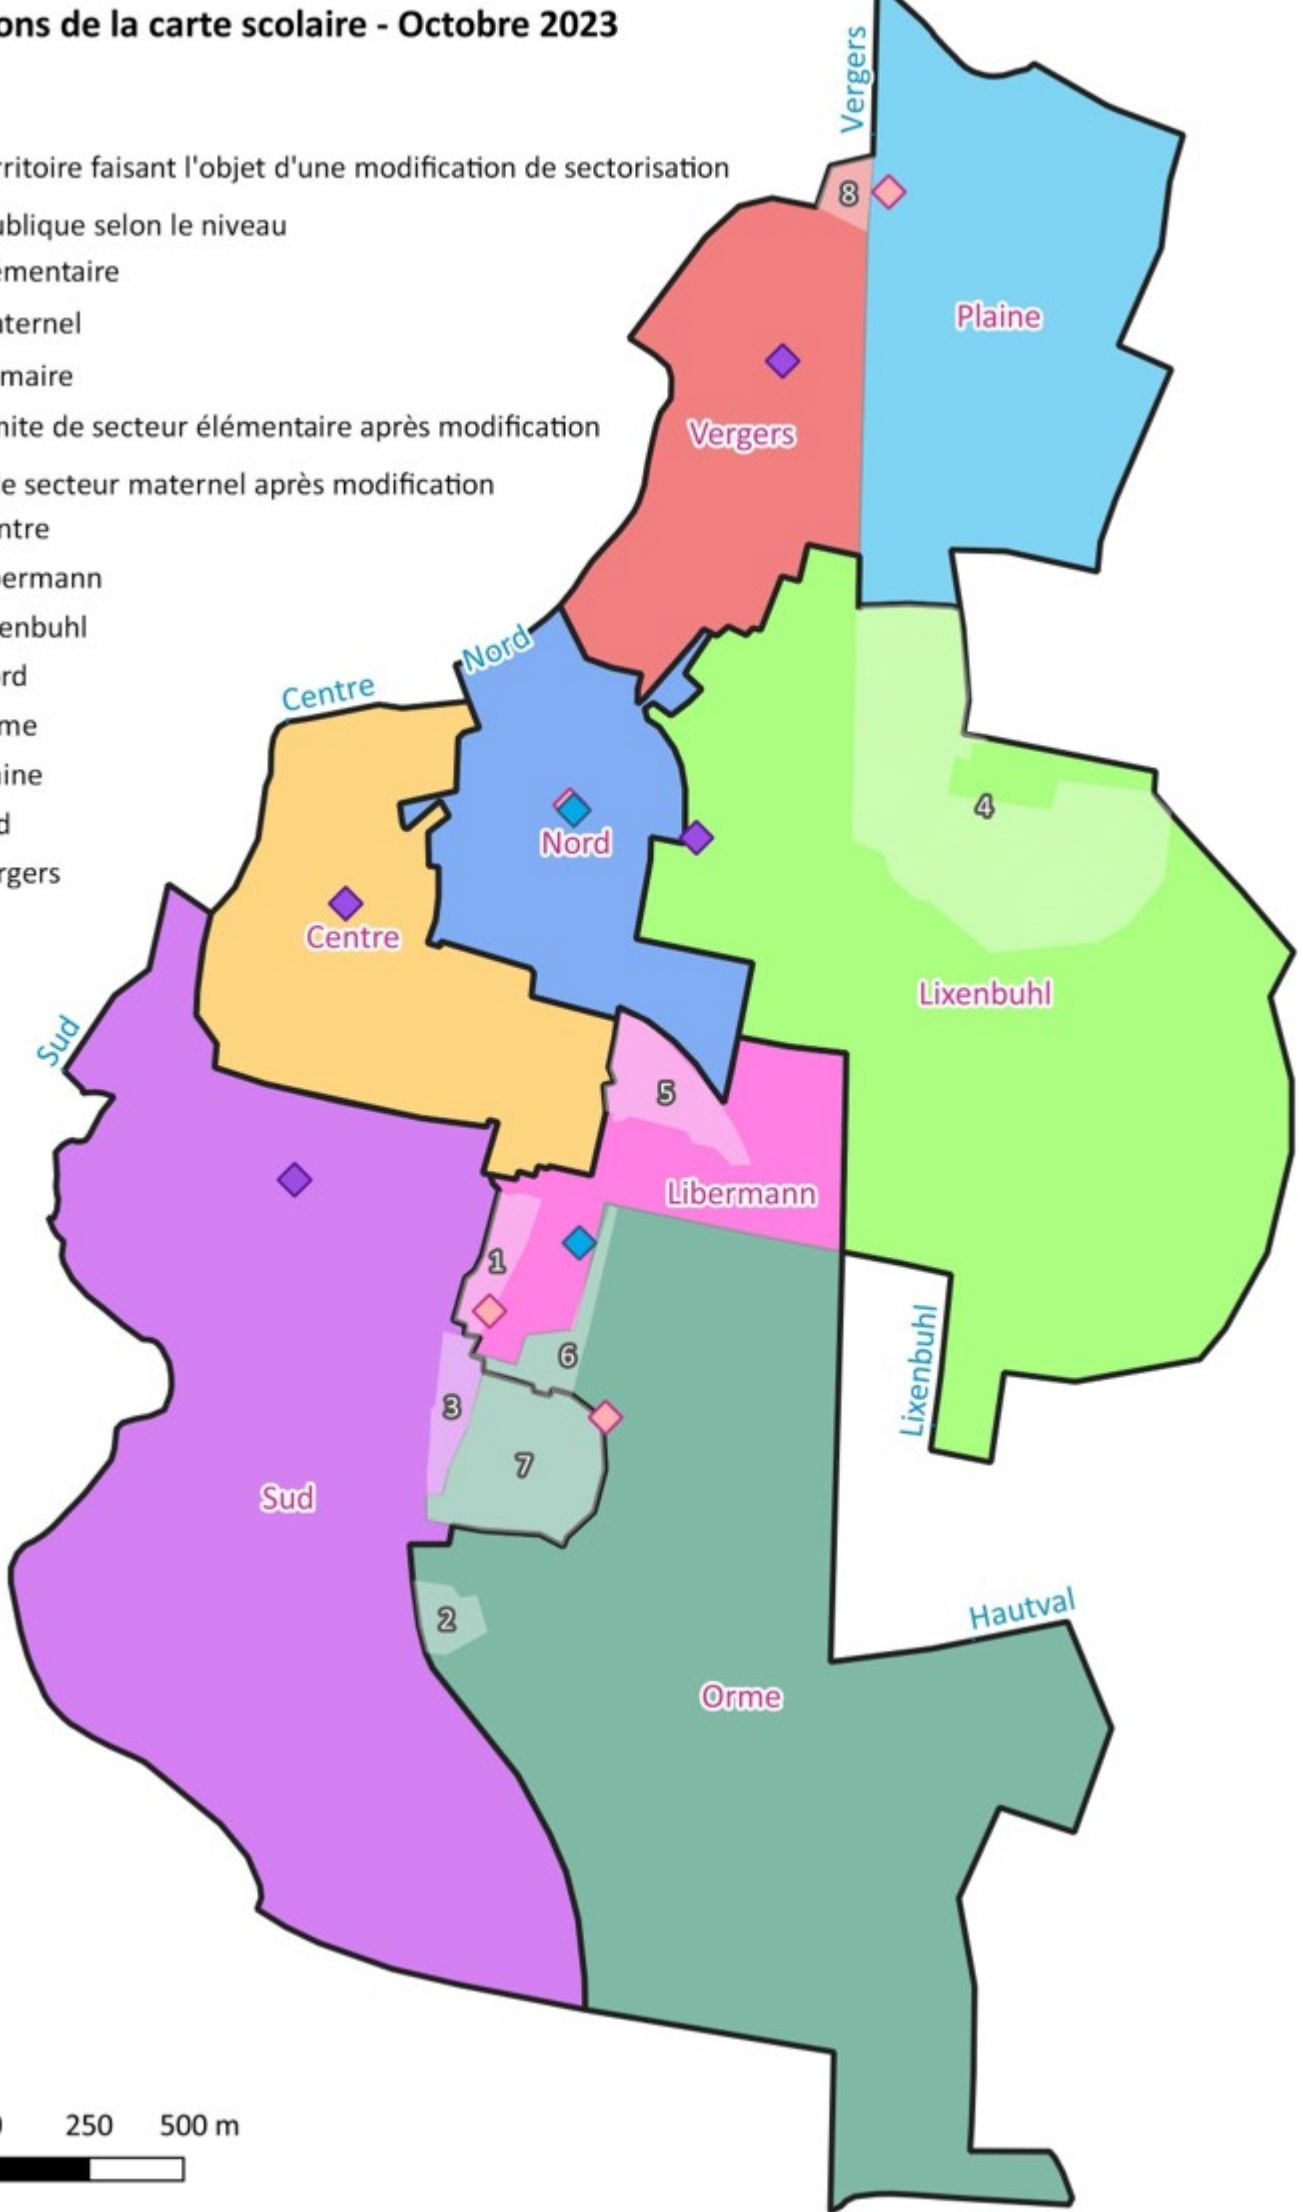 ons de la carte scolaire - Octobre 2023
rritoire faisant l'objet d'une modification de sectorisation
ublique selon le niveau
émentaire
aternel
maire
mite de secteur élémentaire après modification
e secteur maternel après modification
ntre
bermann
enbuhl
rd
me
aine
d
rgers
Vergers
8
Plaine
Vergers
Nord
Centre
4
Nord
Centre
Lixenbuhl
Sud
5
Libermann
1
6
Lixenbuhl
3
7
Sud
2
Hautval
Orme
0 250 500 m